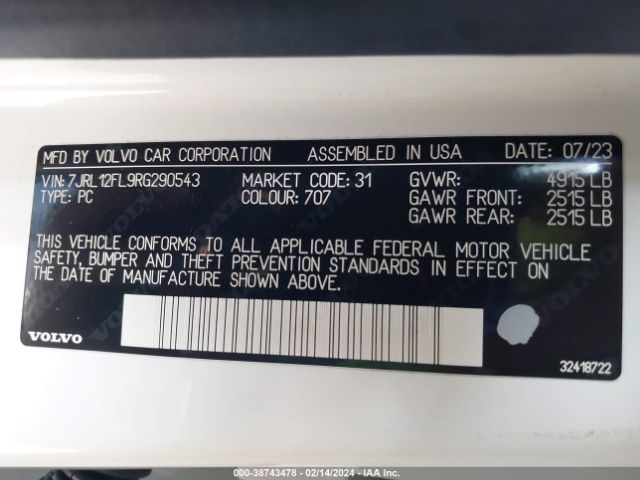 MFD BY VOLVO CAR CORPORATION ASSEMBLED IN USA DATE: 07/23
VIN: 7JRL12FL9RG290543 MARKET CODE: 31 GVWR: 4915 LB
TYPE: PC COLOUR: 707 GAWR FRONT: 2515 LB
GAWR REAR: 2515 LB
THIS VEHICLE CONFORMS TO ALL APPLICABLE FEDERAL MOTOR VEHICLE
SAFETY, BUMPER AND THEFT PREVENTION STANDARDS IN EFFECT ON
THE DATE OF MANUFACTURE SHOWN ABOVE.
VOLVO
32418722
000-38743478 - 02/14/2024 - IAA Inc.